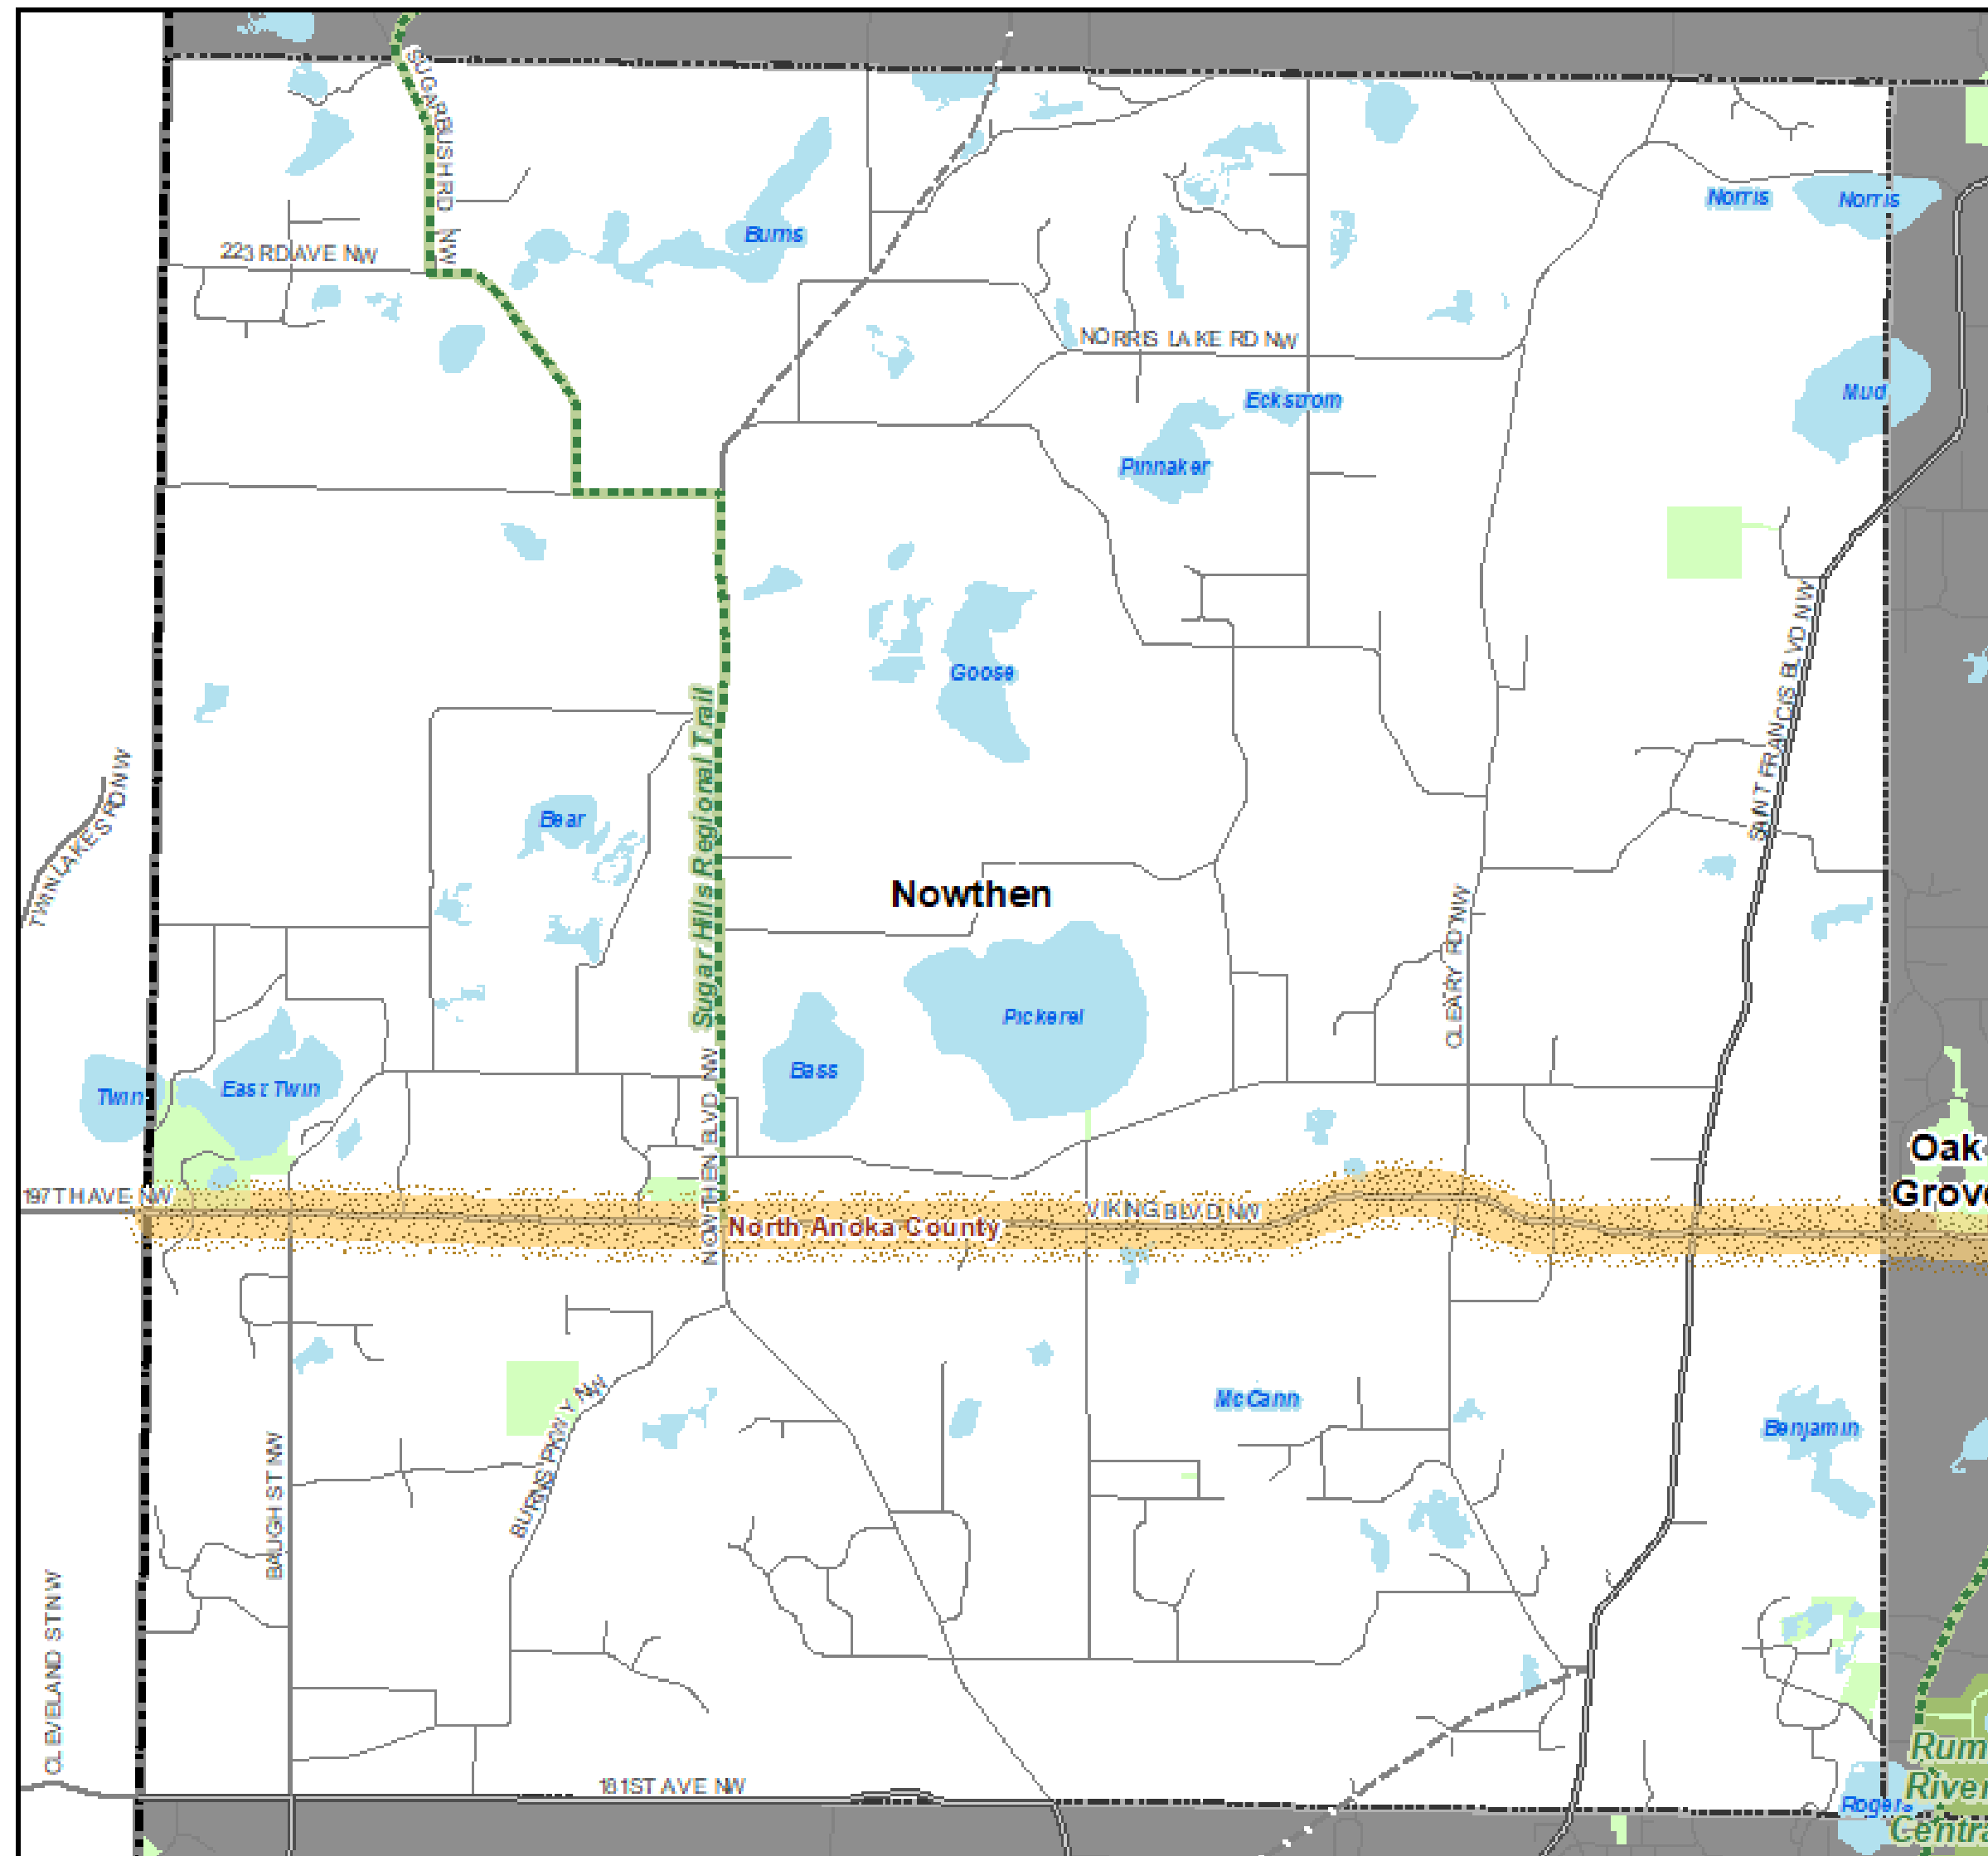 SUGARBUSH RD NW
Norris
Norris
Burns
223RD AVE NW
NORRIS LAKE RD NW
Mud
Eckstrom
Pinnaker
SAINT FRANCIS BLVD NW
Goose
Sugar Hills Regional Trail
TWIN LAKES RD NW
Bear
Nowthen
CLEARY RD NW
Pickerel
Bass
East Twin
Twin
NOWTHEN BLVD NW
Oak
Grove
197TH AVE NW
VIKING BLVD NW
North Anoka County
McCann
BURNS PKWY NW
Benjamin
BAUGH ST NW
CLEVELAND ST NW
181ST AVE NW
Rum
River
Rogers
Centra